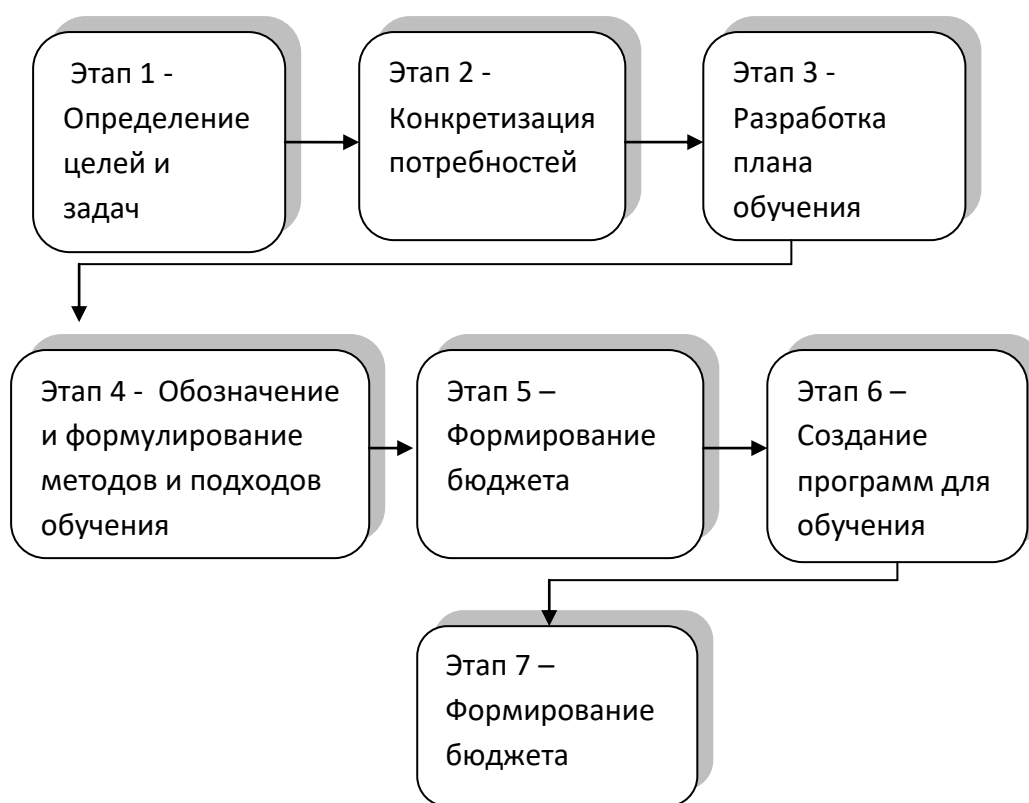 Этап 1 -
Определение
целей и
задач
Этап 2 -
Конкретизация
потребностей
Этап 3 -
Разработка
плана
обучения
Этап 4 - Обозначение
и формулирование
методов и подходов
обучения
Этап 5 –
Формирование
бюджета
Этап 6 –
Создание
программ для
обучения
Этап 7 –
Формирование
бюджета